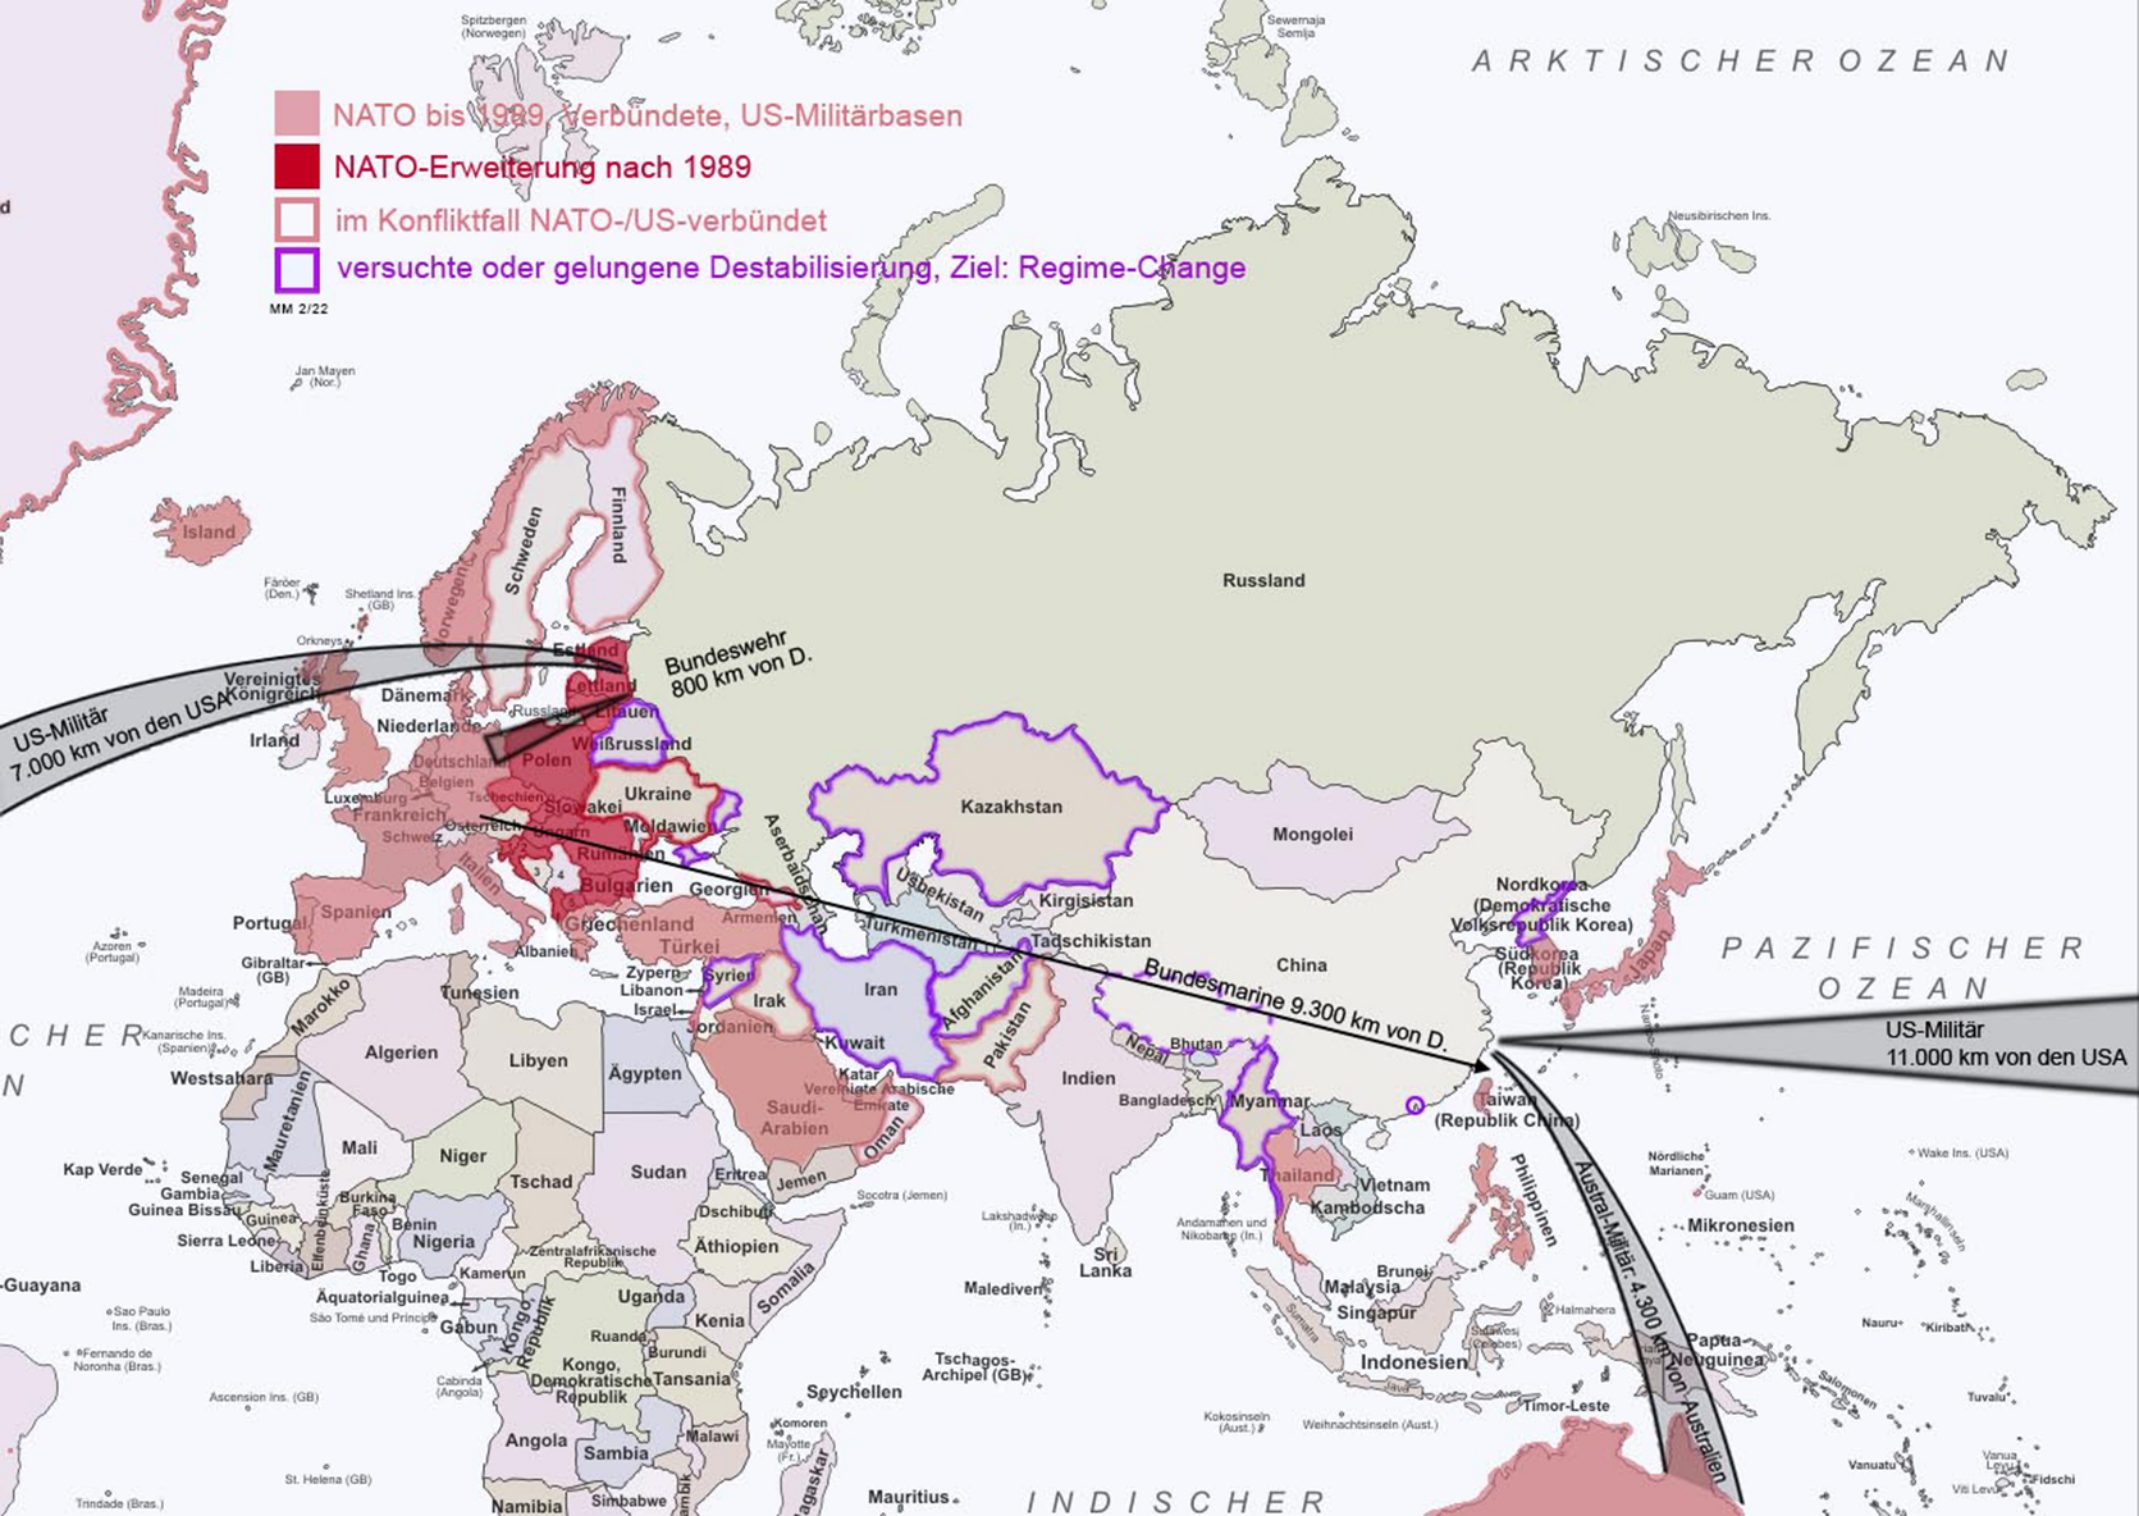 Spitzbergen
(Norwegen)
Sewernaja
Semlja
ARKTISCHER OZEAN
NATO bis 1989, Verbündete, US-Militärbasen
NATO-Erweiterung nach 1989
d
im Konfliktfall NATO-/US-verbündet
Neusibirischen Ins.
versuchte oder gelungene Destabilisierung, Ziel: Regime-Change
MM 2/22
Jan Mayen
(Nor.)
Island
Schweden
Finnland
Norwegen
Russland
Färöer
(Den.)
Shetland Ins.
(GB)
Orkneys
Estland
Bundeswehr
800 km von D.
Vereinigtes
Königreich
Dänemark
Lettland
Litauen
Russland
US-Militär
7.000 km von den USA
Niederlande
Irland
Weißrussland
Deutschland
Polen
Belgien
Luxemburg
Tschechien
Slowakei
Ukraine
Kazakhstan
Frankreich
Österreich
Ungarn
Moldawien
Mongolei
Schweiz
1
2
Rumänien
Italien
3
4
5
Bulgarien
Georgien
Aserbaidschan
Usbekistan
Kirgisistan
Nordkorea
(Demokratische
Volksrepublik Korea)
Portugal
Spanien
Griechenland
Türkei
Armenien
Turkmenistan
Tadschikistan
Südkorea
(Republik
Korea)
Japan
PAZIFISCHER
OZEAN
Azoren
(Portugal)
Albanien
Gibraltar
(GB)
Zypern
Syrien
Libanon
Israel
Irak
Iran
Afghanistan
China
Bundesmarine 9.300 km von D.
Madeira
(Portugal)
Marokko
Tunesien
Jordanien
Pakistan
CHER
N
Kanarische Ins.
(Spanien)
Algerien
Libyen
Ägypten
Kuwait
Nepal
Bhutan
US-Militär
11.000 km von den USA
Westsahara
Katar
Vereinigte Arabische
Emirate
Saudi-
Arabien
Oman
Indien
Bangladesch
Myanmar
Taiwan
(Republik China)
Laos
Mauretanien
Mali
Niger
Tschad
Sudan
Eritrea
Jemen
Thailand
Vietnam
Kambodscha
Philippinen
Nördliche
Marianen
Wake Ins. (USA)
Guam (USA)
Kap Verde
Senegal
Gambia
Guinea Bissau
Guinea
Burkina
Faso
Benin
Nigeria
Dschibuti
Socotra (Jemen)
Lakshadweep
(In.)
Andamanen und
Nikobaren (In.)
Mikronesien
Marshallinseln
Sierra Leone
Liberia
Elfenbeinküste
Ghana
Togo
Zentralafrikanische
Republik
Äthiopien
Somalia
Sri
Lanka
-Guayana
Kamerun
Äquatorialguinea
São Tomé und Príncipe
Gabun
Kongo,
Republik
Uganda
Kenia
Malediven
Brunei
Malaysia
Singapur
Sumatra
Halmahera
Sulawesi
(Celebes)
Sao Paulo
Ins. (Bras.)
Ruanda
Burundi
Nauru
Kiribati
Fernando de
Noronha (Bras.)
Kongo,
Demokratische
Republik
Tansania
Tschagos-
Archipel (GB)
Indonesien
Papua-
Neuguinea
Cabinda
(Angola)
Seychellen
Java
Timor-Leste
Salomonen
Tuvalu
Ascension Ins. (GB)
Komoren
Mayotte
(Fr.)
Kokosinseln
(Aust.)
Weihnachtsinseln (Aust.)
Austral-Militär: 4.300 km von Australien
Angola
Sambia
Malawi
St. Helena (GB)
Vanuatu
Vanua
Levu
Fidschi
Viti Levu
Trindade (Bras.)
Namibia
Simbabwe
Mauritius
INDISCHER